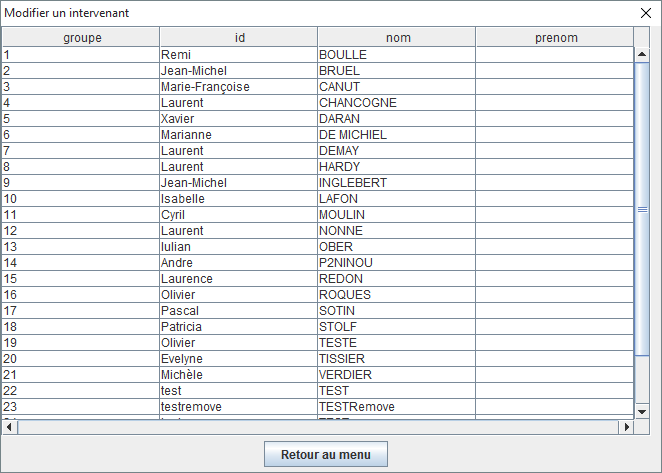 Modifier un intervenant
groupe id nom prenom
1 Remi BOULLE
2 Jean-Michel BRUEL
3 Marie-Françoise CANUT
4 Laurent CHANCOGNE
5 Xavier DARAN
6 Marianne DE MICHIEL
7 Laurent DEMAY
8 Laurent HARDY
9 Jean-Michel INGLEBERT
10 Isabelle LAFON
11 Cyril MOULIN
12 Laurent NONNE
13 Iulian OBER
14 Andre P2NINOU
15 Laurence REDON
16 Olivier ROQUES
17 Pascal SOTIN
18 Patricia STOLF
19 Olivier TESTE
20 Evelyne TISSIER
21 Michèle VERDIER
22 test TEST
23 testremove TESTRemove
Retour au menu